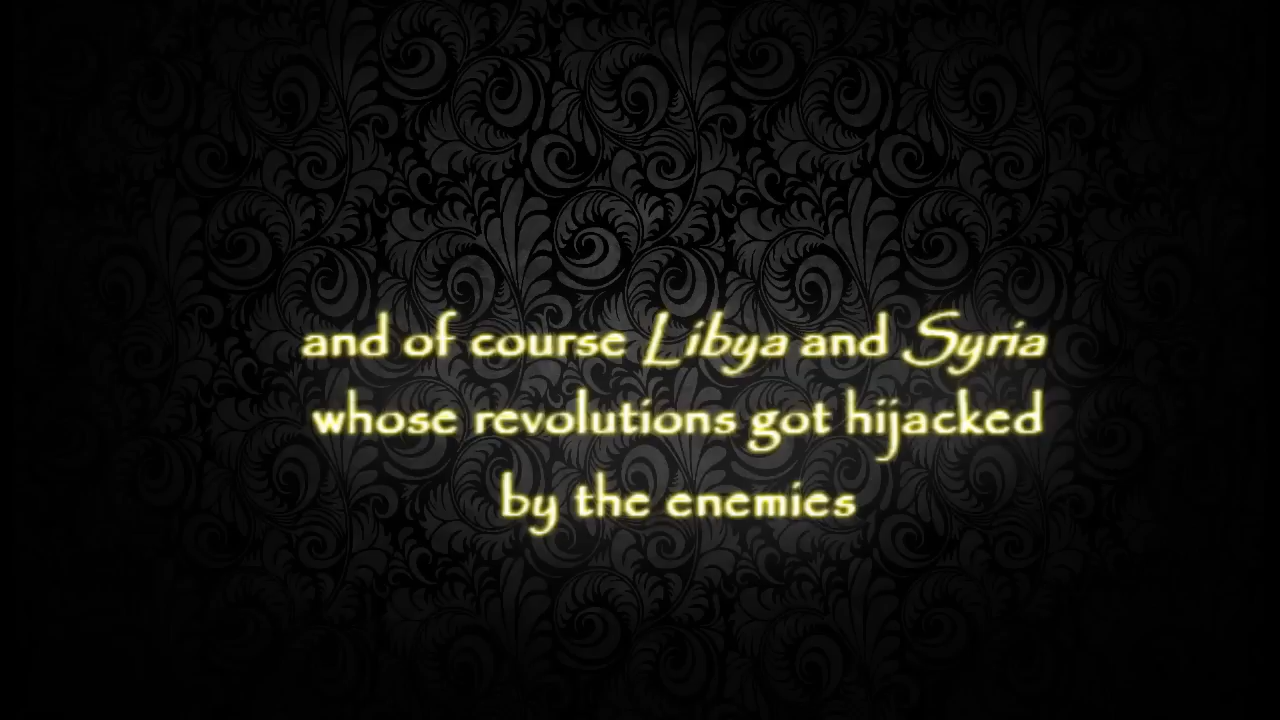 and of course Libya and Syria
whose revolutions got hijacked
by the enemies